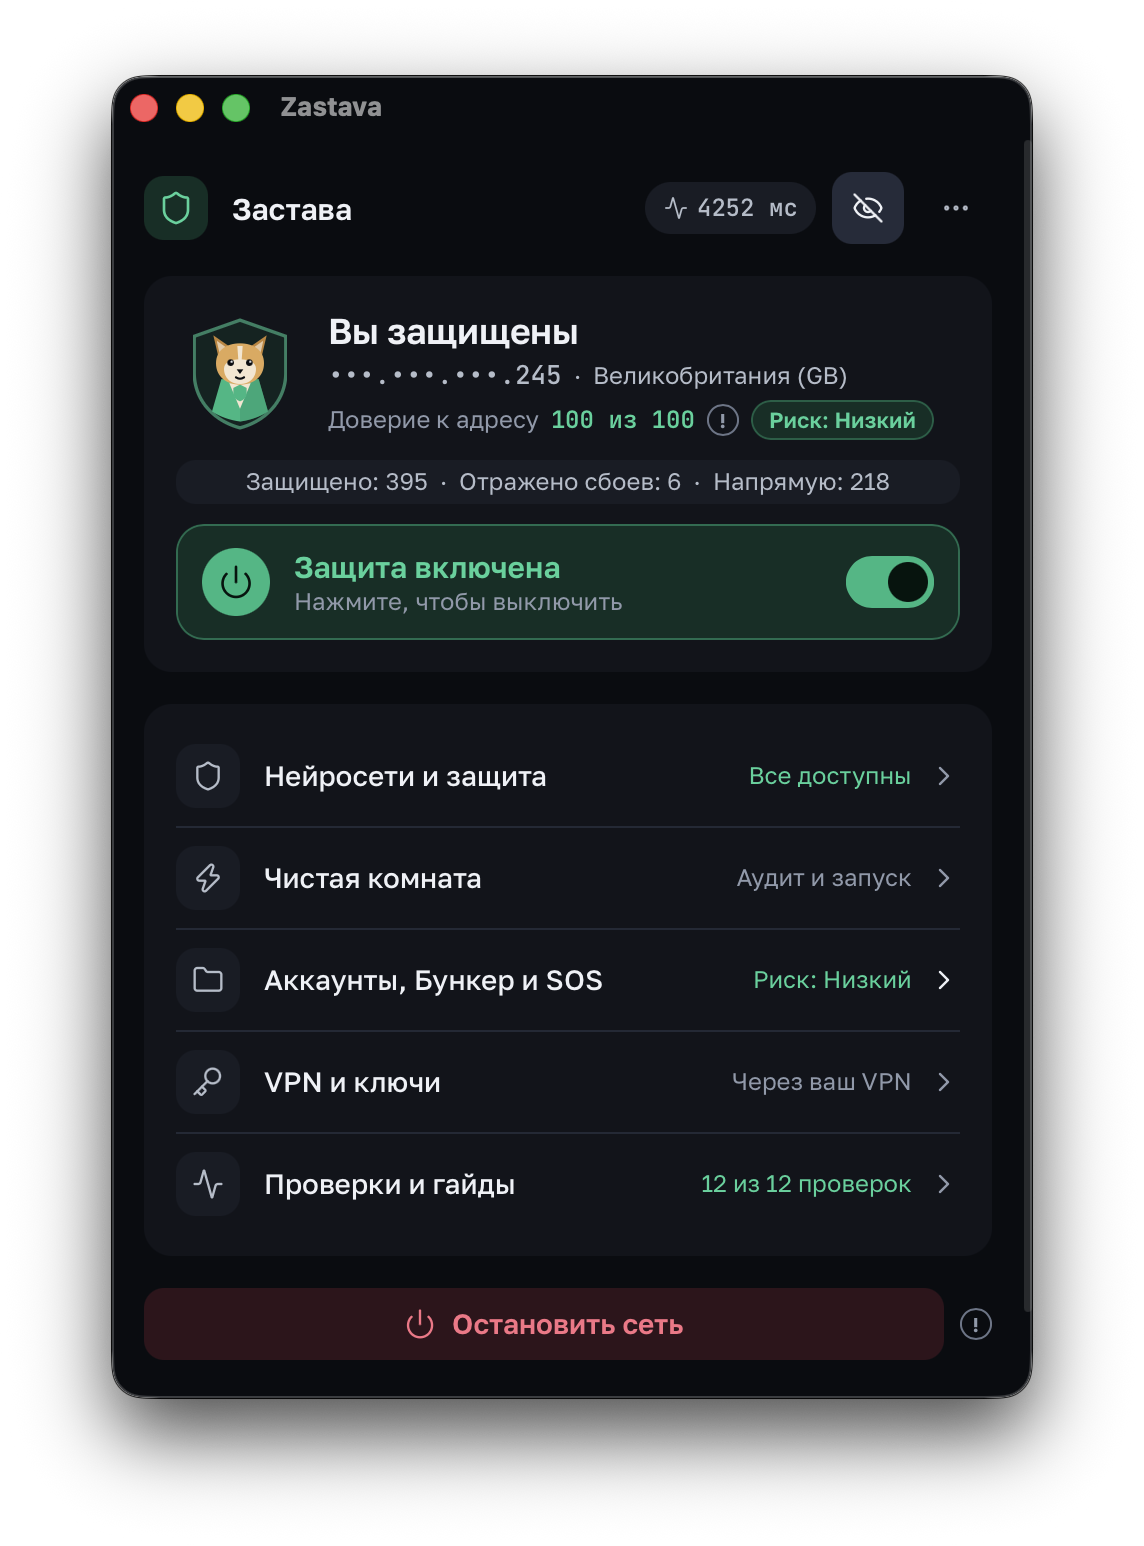 Zastava
Застава
4252 мс
Вы защищены
•••.•••.•••.245 · Великобритания (GB)
Доверие к адресу 100 из 100 Риск: Низкий
Защищено: 395 · Отражено сбоев: 6 · Напрямую: 218
Защита включена
Нажмите, чтобы выключить
Нейросети и защита Все доступны
Чистая комната Аудит и запуск
Аккаунты, Бункер и SOS Риск: Низкий
VPN и ключи Через ваш VPN
Проверки и гайды 12 из 12 проверок
Остановить сеть